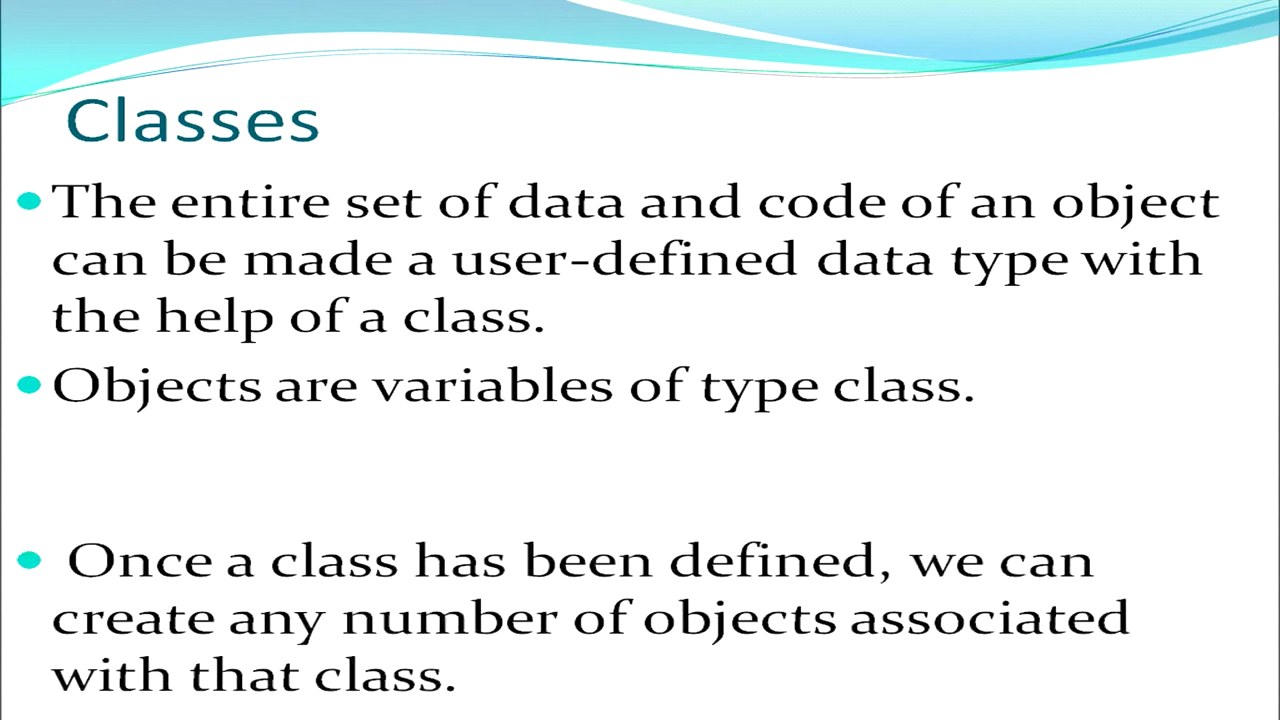 Classes
• The entire set of data and code of an object
can be made a user-defined data type with
the help of a class.
• Objects are variables of type class.
• Once a class has been defined, we can
create any number of objects associated
with that class.